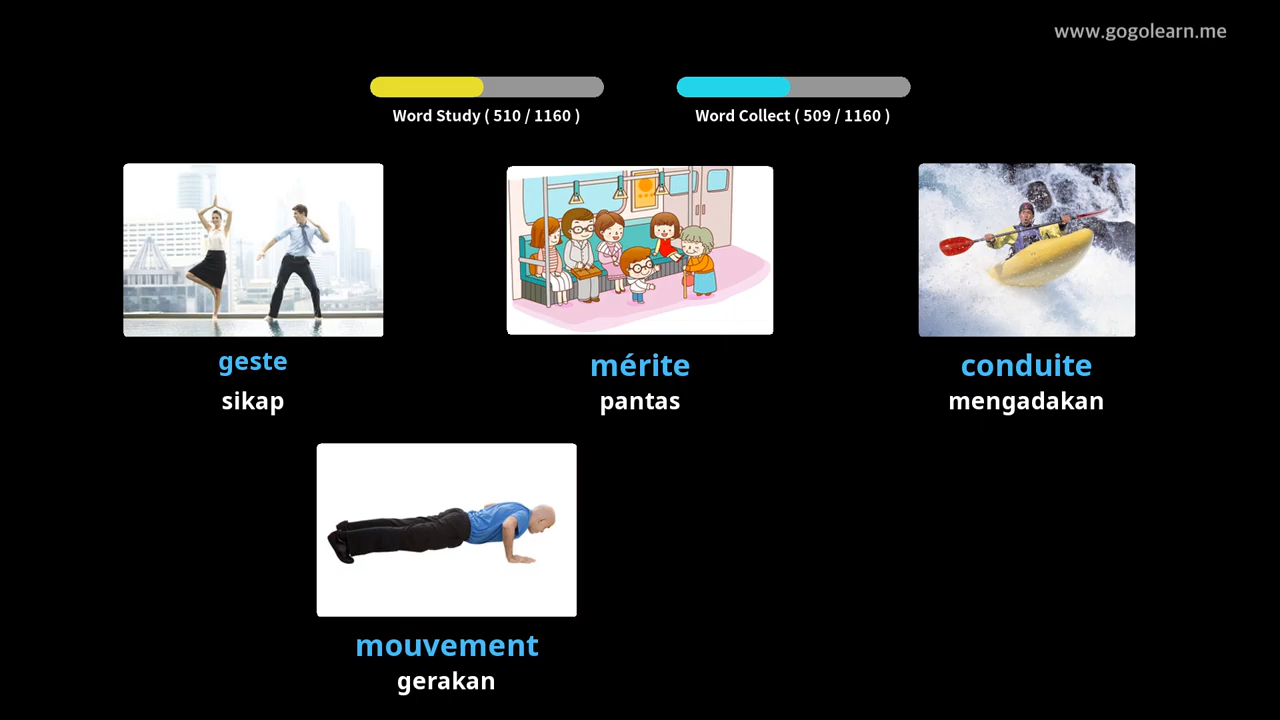 www.gogolearn.me
Word Study ( 510 / 1160 )
Word Collect ( 509 / 1160 )
geste
sikap
mérite
pantas
conduite
mengadakan
mouvement
gerakan